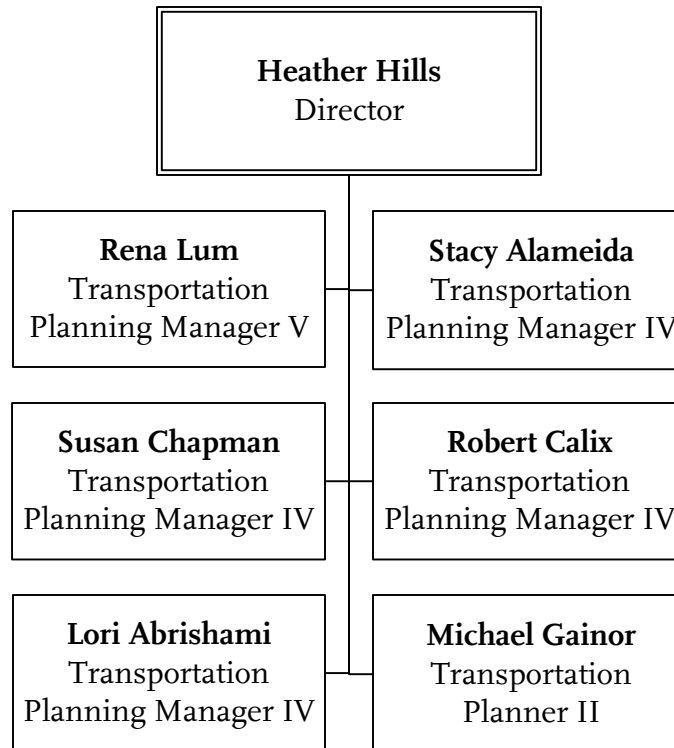 Heather Hills
Director
Rena Lum
Transportation
Planning Manager V
Stacy Alameida
Transportation
Planning Manager IV
Susan Chapman
Transportation
Planning Manager IV
Robert Calix
Transportation
Planning Manager IV
Lori Abrishami
Transportation
Planning Manager IV
Michael Gainor
Transportation
Planner II